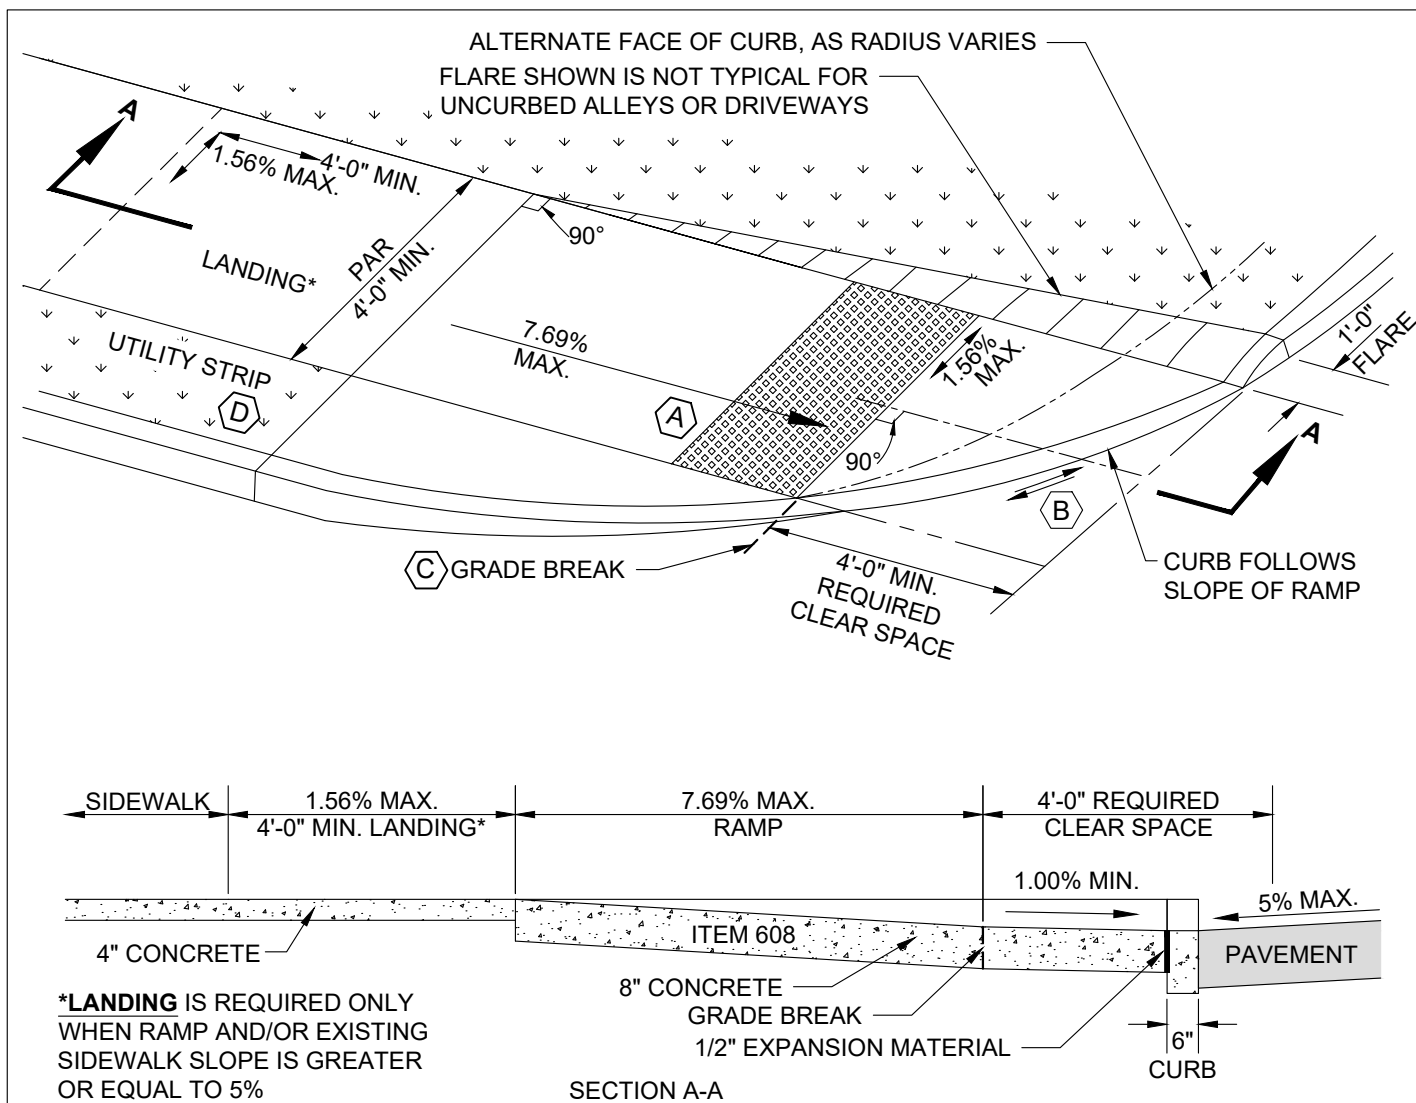 ALTERNATE FACE OF CURB, AS RADIUS VARIES
FLARE SHOWN IS NOT TYPICAL FOR
UNCURBED ALLEYS OR DRIVEWAYS
A
4'-0" MIN.
1.56% MAX.
90°
PAR
4'-0" MIN.
LANDING*
7.69%
MAX.
1.56%
MAX.
1'-0"
FLARE
UTILITY STRIP
D
A
90°
A
B
C GRADE BREAK
4'-0" MIN.
REQUIRED
CLEAR SPACE
CURB FOLLOWS
SLOPE OF RAMP
SIDEWALK
1.56% MAX.
4'-0" MIN. LANDING*
7.69% MAX.
RAMP
4'-0" REQUIRED
CLEAR SPACE
1.00% MIN.
5% MAX.
ITEM 608
PAVEMENT
4" CONCRETE
8" CONCRETE
GRADE BREAK
1/2" EXPANSION MATERIAL
6"
CURB
*LANDING IS REQUIRED ONLY
WHEN RAMP AND/OR EXISTING
SIDEWALK SLOPE IS GREATER
OR EQUAL TO 5%
SECTION A-A